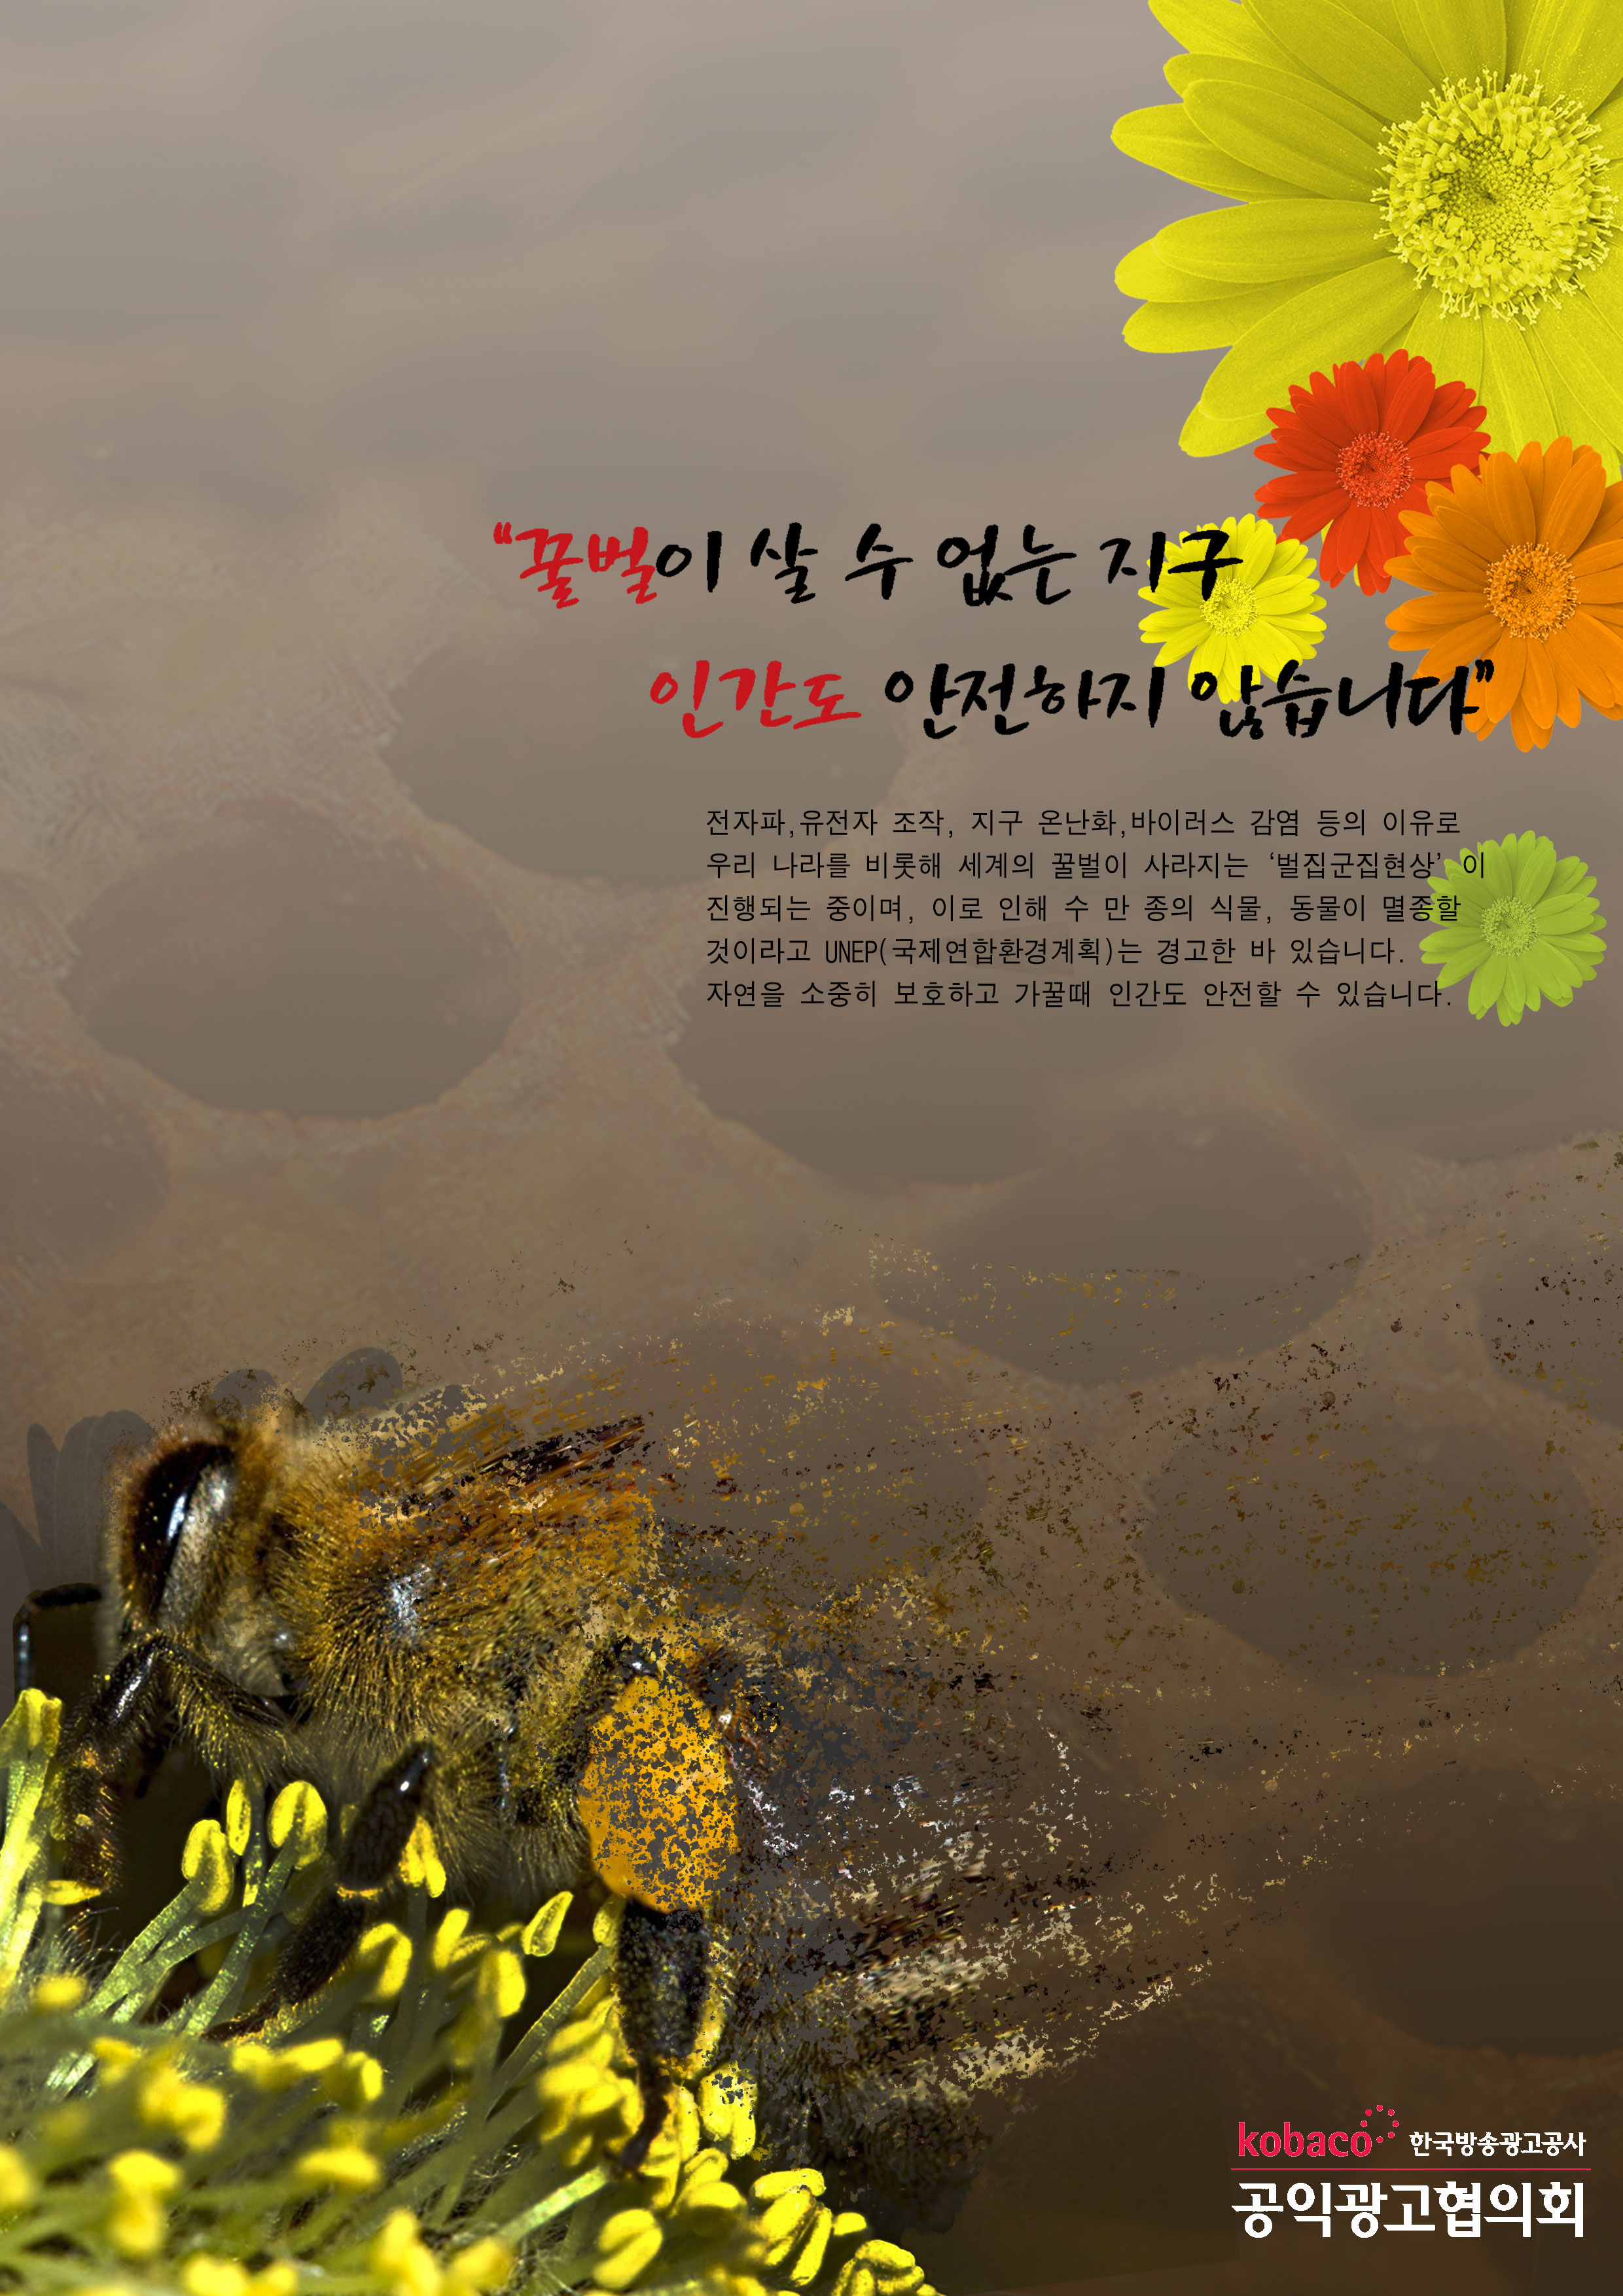 “꿀벌이 살 수 없는 지구
인간도 안전하지 않습니다”
전자파,유전자 조작, 지구 온난화,바이러스 감염 등의 이유로
우리 나라를 비롯해 세계의 꿀벌이 사라지는 ‘벌집군집현상’ 이
진행되는 중이며, 이로 인해 수 만 종의 식물, 동물이 멸종할
것이라고 UNEP(국제연합환경계획)는 경고한 바 있습니다.
자연을 소중히 보호하고 가꿀때 인간도 안전할 수 있습니다.
kobaco 한국방송광고공사
공익광고협의회